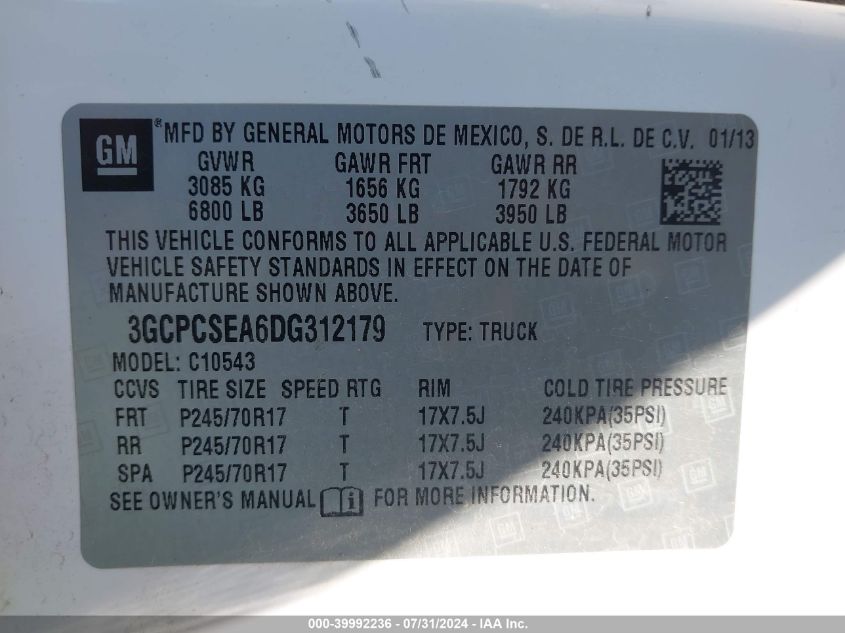 GM ® MFD BY GENERAL MOTORS DE MEXICO, S. DE R.L. DE C.V. 01/13
GVWR GAWR FRT GAWR RR
3085 KG 1656 KG 1792 KG
6800 LB 3650 LB 3950 LB
THIS VEHICLE CONFORMS TO ALL APPLICABLE U.S. FEDERAL MOTOR
VEHICLE SAFETY STANDARDS IN EFFECT ON THE DATE OF
MANUFACTURE SHOWN ABOVE.
3GCPCSEA6DG312179 TYPE: TRUCK
MODEL: C10543
CCVS TIRE SIZE SPEED RTG RIM COLD TIRE PRESSURE
FRT P245/70R17 T 17X7.5J 240KPA(35PSI)
RR P245/70R17 T 17X7.5J 240KPA(35PSI)
SPA P245/70R17 T 17X7.5J 240KPA(35PSI)
SEE OWNER'S MANUAL i FOR MORE INFORMATION.
000-39992236 - 07/31/2024 - IAA Inc.